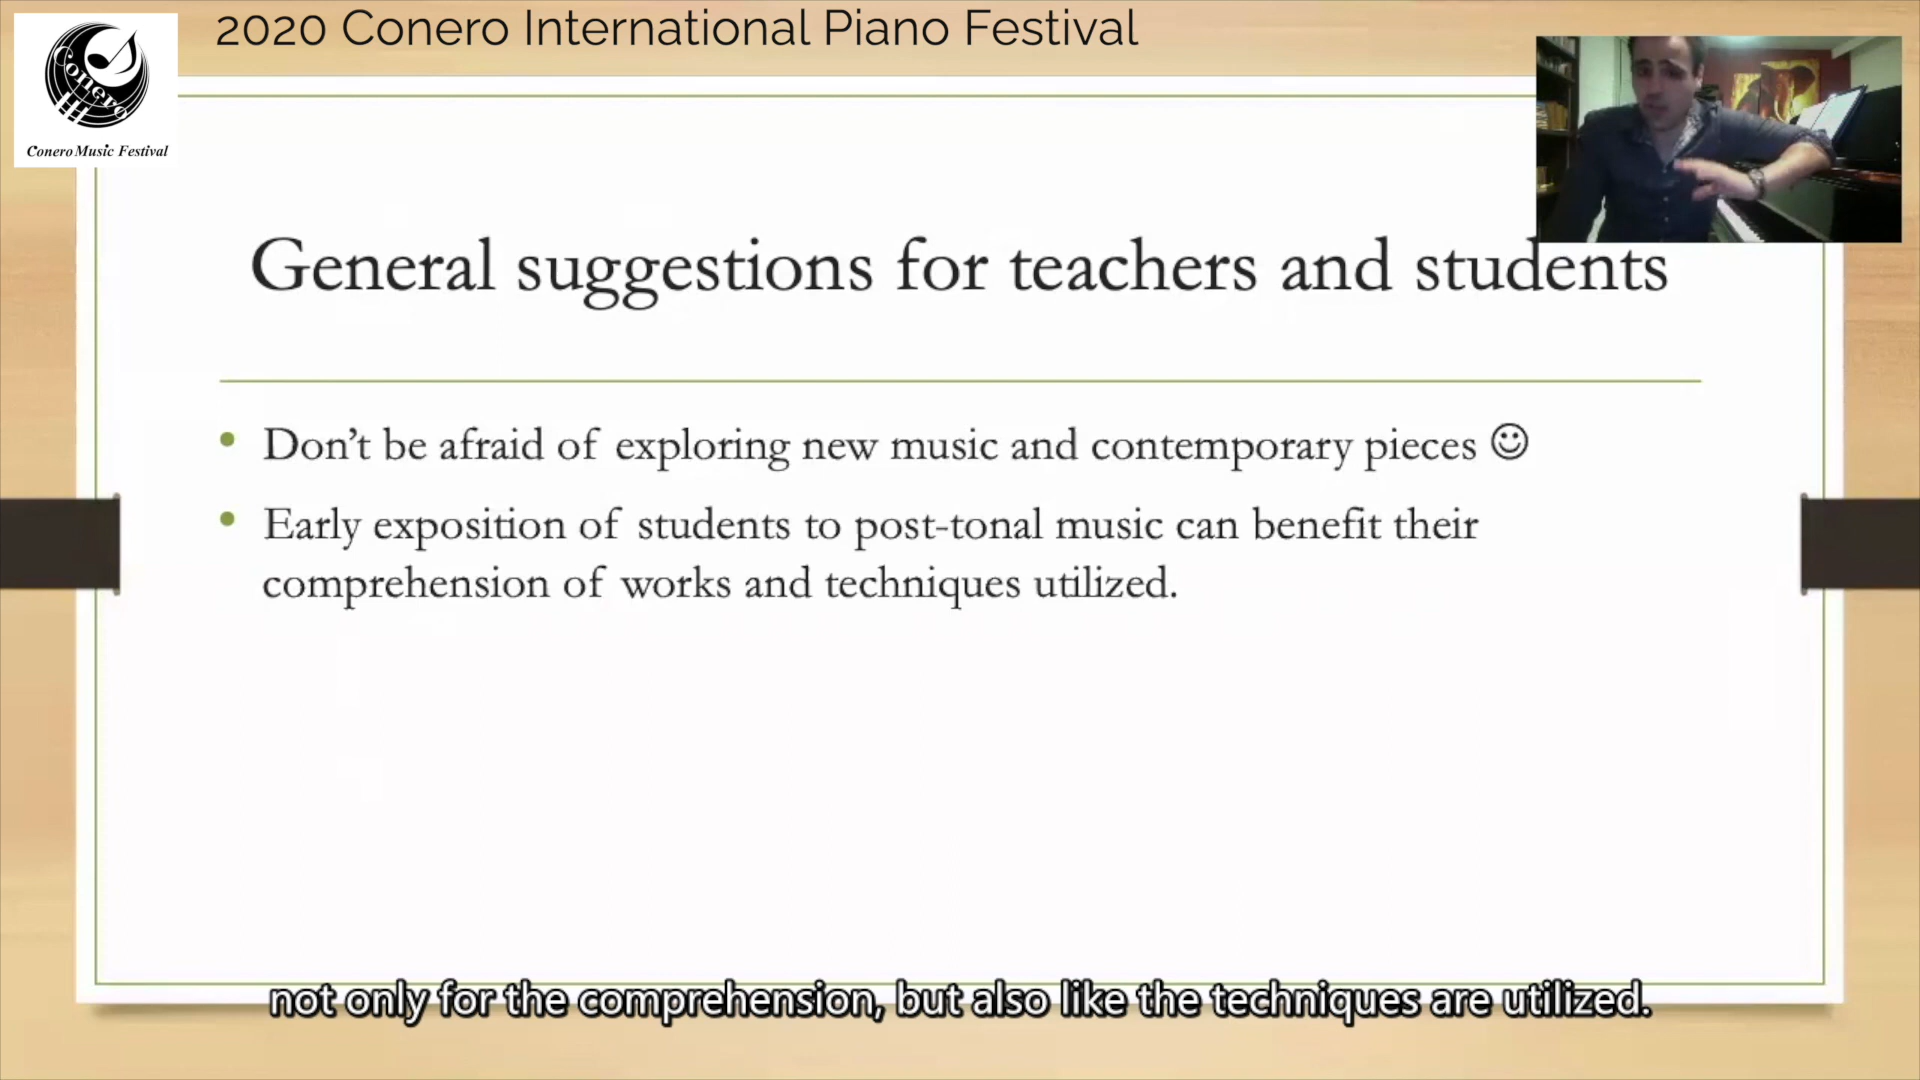 2020 Conero International Piano Festival
Conero
Conero Music Festival
General suggestions for teachers and students
• Don't be afraid of exploring new music and contemporary pieces ☺
• Early exposition of students to post-tonal music can benefit their
comprehension of works and techniques utilized.
not only for the comprehension, but also like the techniques are utilized.